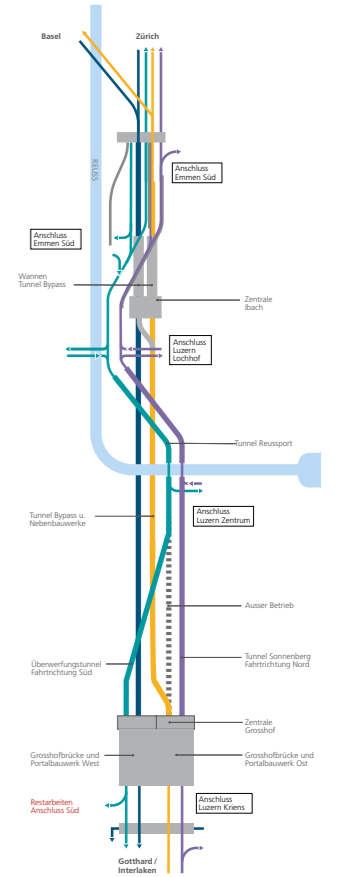 Basel
Zürich
REUSS
Anschluss
Emmen Süd
Anschluss
Emmen Süd
Wannen
Tunnel Bypass
Zentrale
Ibach
Anschluss
Luzern
Lochhof
Tunnel Reussport
Anschluss
Luzern Zentrum
Tunnel Bypass u.
Nebenbauwerke
Ausser Betrieb
Überwerfungstunnel
Fahrtrichtung Süd
Tunnel Sonnenberg
Fahrtrichtung Nord
Zentrale
Grosshof
Grosshofbrücke und
Portalbauwerk West
Grosshofbrücke und
Portalbauwerk Ost
Restarbeiten
Anschluss Süd
Anschluss
Luzern Kriens
Gotthard /
Interlaken